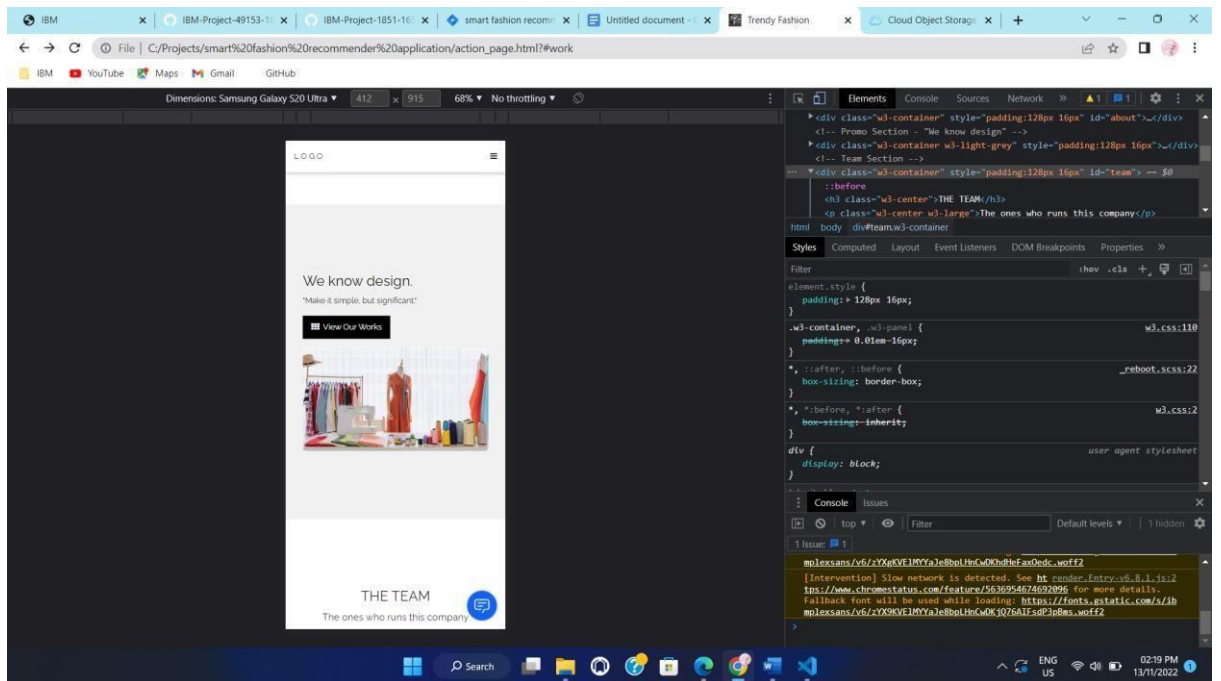 IBM
IBM-Project-49153-1
IBM-Project-1851-16
smart fashion recomm
Untitled document -
Trendy Fashion
Cloud Object Storage
File | C:/Projects/smart%20fashion%20recommender%20application/action_page.html?#work
IBM
YouTube
Maps
Gmail
GitHub
Dimensions: Samsung Galaxy S20 Ultra ▼ 412 x 915 68% ▼ No throttling ▼
LOGO
We know design.
"Make it simple, but significant"
View Our Works
THE TEAM
The ones who runs this company
Elements Console Sources Network » 1 1
<div class="w3-container" style="padding:128px 16px" id="about">…</div>
<!-- Promo Section - "We know design" -->
<div class="w3-container w3-light-grey" style="padding:128px 16px">…</div>
<!-- Team Section -->
<div class="w3-container" style="padding:128px 16px" id="team"> == $0
::before
<h3 class="w3-center">THE TEAM</h3>
<p class="w3-center w3-large">The ones who runs this company</p>
html body div#team.w3-container
Styles Computed Layout Event Listeners DOM Breakpoints Properties »
Filter :hov .cls +
element.style {
padding: 128px 16px;
}
.w3-container, .w3-panel { w3.css:110
padding: 0.01em 16px;
}
*, ::after, ::before { _reboot.scss:22
box-sizing: border-box;
}
*, *:before, *:after { w3.css:2
box-sizing: inherit;
}
div { user agent stylesheet
display: block;
}
Console Issues
top ▼ Filter Default levels ▼ 1 hidden
1 Issue: 1
mplexsans/v6/zYXgKVElMYYaJe8bpLHnCwDKhdHeFaxOedc.woff2
[Intervention] Slow network is detected. See ht render.Entry-v6.8.1.js:2
tps://www.chromestatus.com/feature/5636954674692096 for more details.
Fallback font will be used while loading: https://fonts.gstatic.com/s/ib
mplexsans/v6/zYX9KVElMYYaJe8bpLHnCwDKjQ76AIFsdP3pBms.woff2
>
Search
ENG
US
02:19 PM
13/11/2022
1